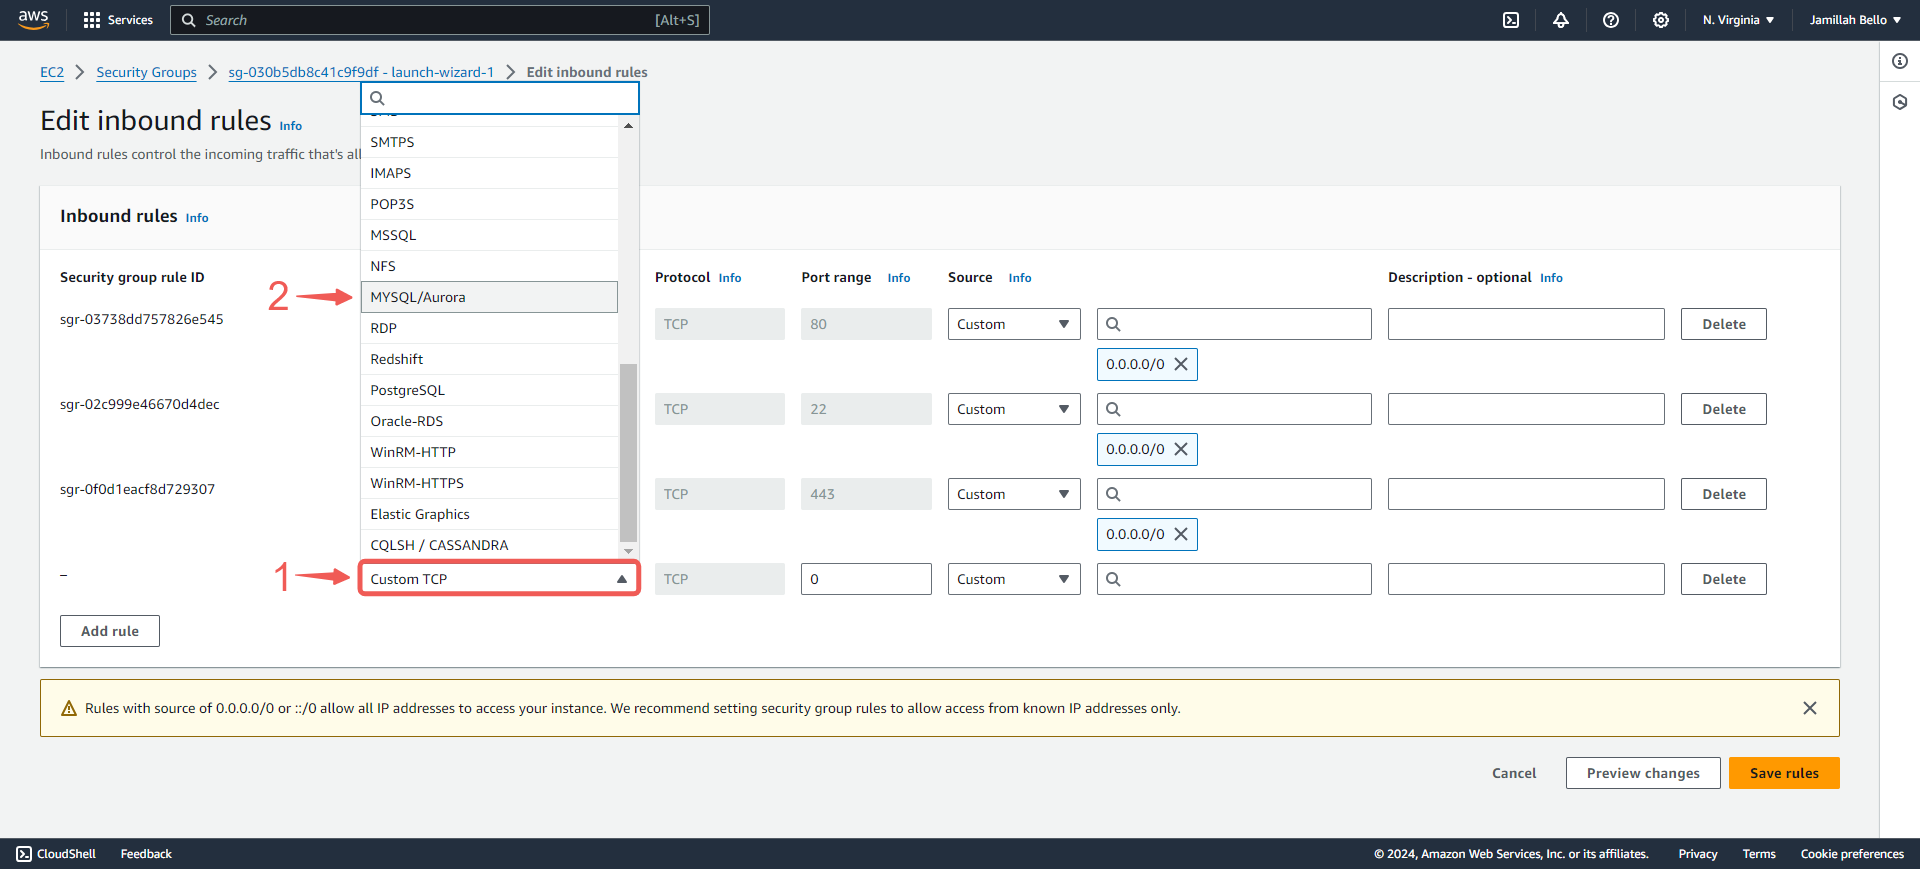 aws
Services
Search
[Alt+S]
N. Virginia
Jamillah Bello
EC2
Security Groups
sg-030b5db8c41c9f9df - launch-wizard-1
Edit inbound rules
Edit inbound rules Info
Inbound rules control the incoming traffic that's all
SMTPS
IMAPS
POP3S
MSSQL
NFS
MYSQL/Aurora
RDP
Redshift
PostgreSQL
Oracle-RDS
WinRM-HTTP
WinRM-HTTPS
Elastic Graphics
CQLSH / CASSANDRA
2
1
Inbound rules Info
Security group rule ID
Protocol Info
Port range Info
Source Info
Description - optional Info
sgr-03738dd757826e545
TCP
80
Custom
0.0.0.0/0
Delete
sgr-02c999e46670d4dec
TCP
22
Custom
0.0.0.0/0
Delete
sgr-0f0d1eacf8d729307
TCP
443
Custom
0.0.0.0/0
Delete
–
Custom TCP
TCP
0
Custom
Delete
Add rule
Rules with source of 0.0.0.0/0 or ::/0 allow all IP addresses to access your instance. We recommend setting security group rules to allow access from known IP addresses only.
Cancel
Preview changes
Save rules
CloudShell
Feedback
© 2024, Amazon Web Services, Inc. or its affiliates.
Privacy
Terms
Cookie preferences